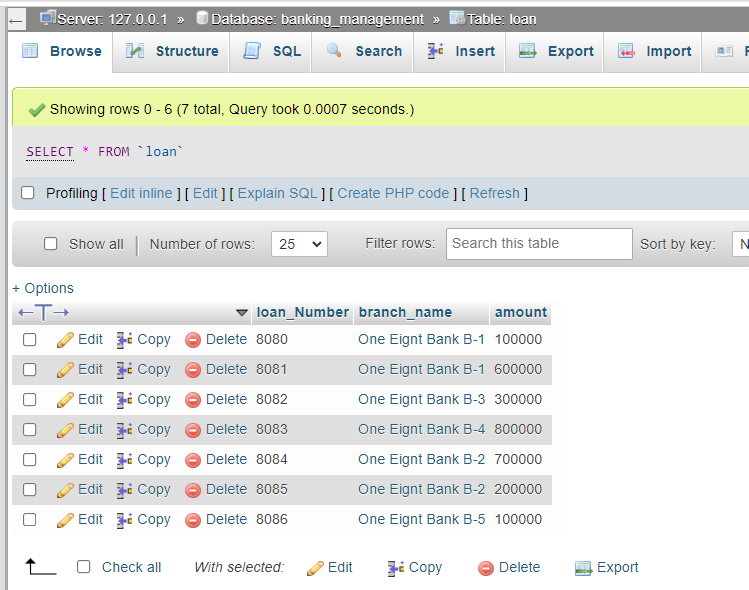 ← Server: 127.0.0.1 » Database: banking_management » Table: loan
Browse Structure SQL Search Insert Export Import
Showing rows 0 - 6 (7 total, Query took 0.0007 seconds.)
SELECT * FROM `loan`
Profiling [ Edit inline ] [ Edit ] [ Explain SQL ] [ Create PHP code ] [ Refresh ]
Show all | Number of rows: 25 Filter rows: Search this table Sort by key: N
+ Options
←T→ loan_Number branch_name amount
Edit Copy Delete 8080 One Eignt Bank B-1 100000
Edit Copy Delete 8081 One Eignt Bank B-1 600000
Edit Copy Delete 8082 One Eignt Bank B-3 300000
Edit Copy Delete 8083 One Eignt Bank B-4 800000
Edit Copy Delete 8084 One Eignt Bank B-2 700000
Edit Copy Delete 8085 One Eignt Bank B-2 200000
Edit Copy Delete 8086 One Eignt Bank B-5 100000
Check all With selected: Edit Copy Delete Export